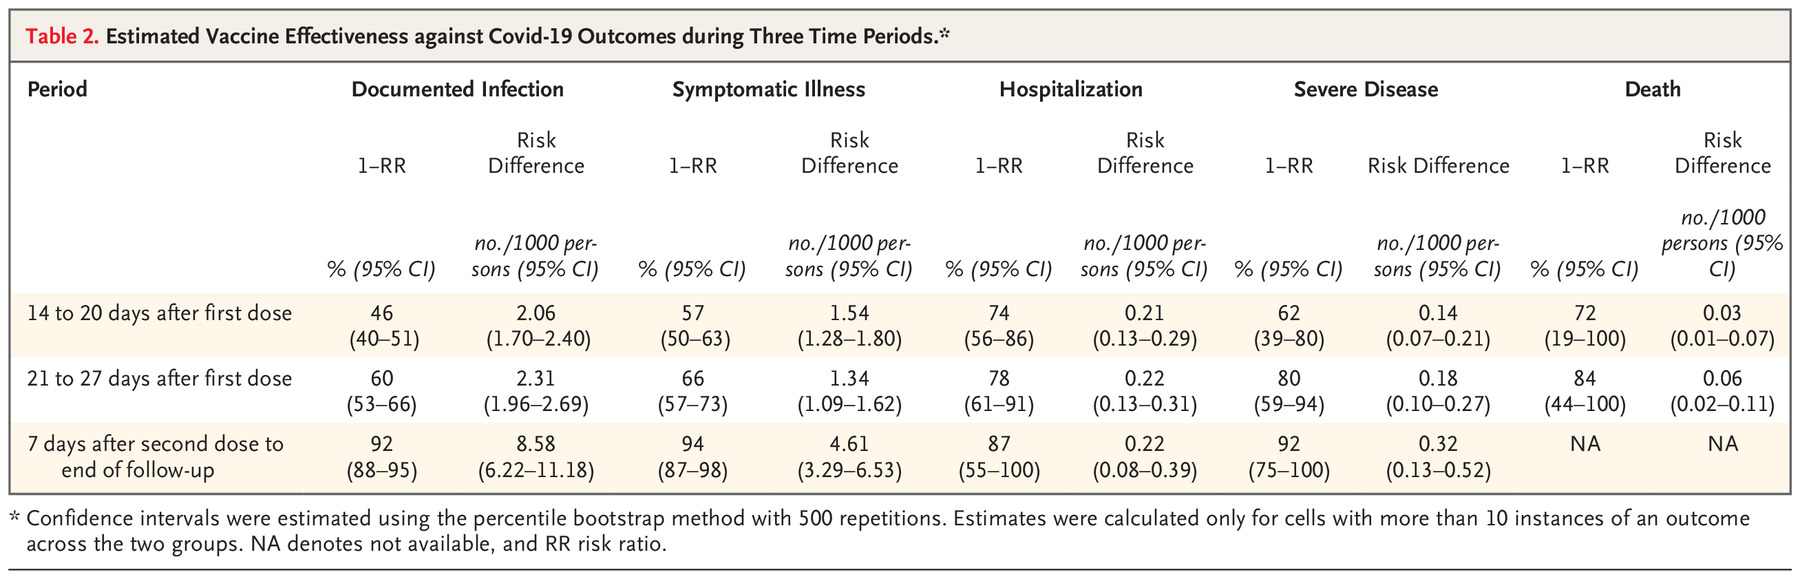 Table 2. Estimated Vaccine Effectiveness against Covid-19 Outcomes during Three Time Periods.*
Period Documented Infection Symptomatic Illness Hospitalization Severe Disease Death
Risk Risk Risk Risk
1–RR Difference 1–RR Difference 1–RR Difference 1–RR Risk Difference 1–RR Difference
no./1000
no./1000 per- no./1000 per- no./1000 per- no./1000 per- persons (95%
% (95% CI) sons (95% CI) % (95% CI) sons (95% CI) % (95% CI) sons (95% CI) % (95% CI) sons (95% CI) % (95% CI) CI)
14 to 20 days after first dose 46 2.06 57 1.54 74 0.21 62 0.14 72 0.03
(40–51) (1.70–2.40) (50–63) (1.28–1.80) (56–86) (0.13–0.29) (39–80) (0.07–0.21) (19–100) (0.01–0.07)
21 to 27 days after first dose 60 2.31 66 1.34 78 0.22 80 0.18 84 0.06
(53–66) (1.96–2.69) (57–73) (1.09–1.62) (61–91) (0.13–0.31) (59–94) (0.10–0.27) (44–100) (0.02–0.11)
7 days after second dose to 92 8.58 94 4.61 87 0.22 92 0.32 NA NA
end of follow-up (88–95) (6.22–11.18) (87–98) (3.29–6.53) (55–100) (0.08–0.39) (75–100) (0.13–0.52)
* Confidence intervals were estimated using the percentile bootstrap method with 500 repetitions. Estimates were calculated only for cells with more than 10 instances of an outcome
across the two groups. NA denotes not available, and RR risk ratio.